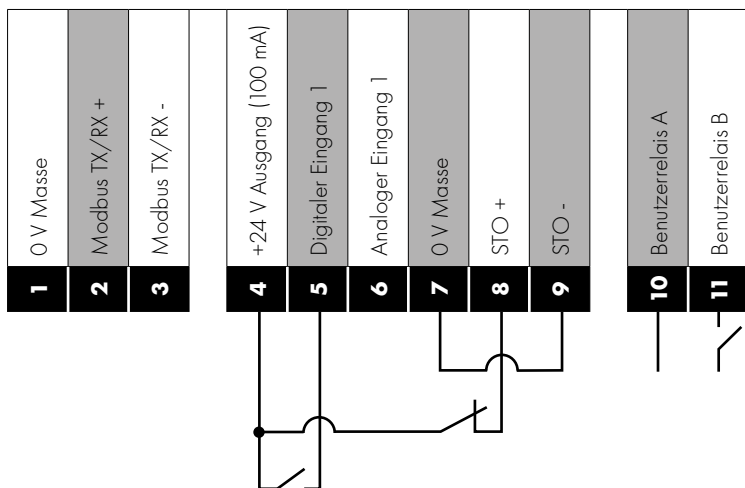 0 V Masse
Modbus TX/RX +
Modbus TX/RX -
+24 V Ausgang (100 mA)
Digitaler Eingang 1
Analoger Eingang 1
0 V Masse
STO +
STO -
Benutzerrelais A
Benutzerrelais B
1
2
3
4
5
6
7
8
9
10
11